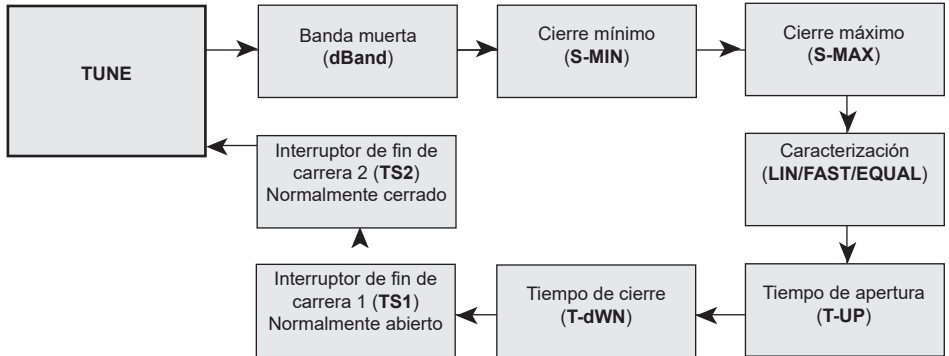 TUNE
Banda muerta
(dBand)
Cierre mínimo
(S-MIN)
Cierre máximo
(S-MAX)
Caracterización
(LIN/FAST/EQUAL)
Tiempo de apertura
(T-UP)
Tiempo de cierre
(T-dWN)
Interruptor de fin de
carrera 1 (TS1)
Normalmente abierto
Interruptor de fin de
carrera 2 (TS2)
Normalmente cerrado